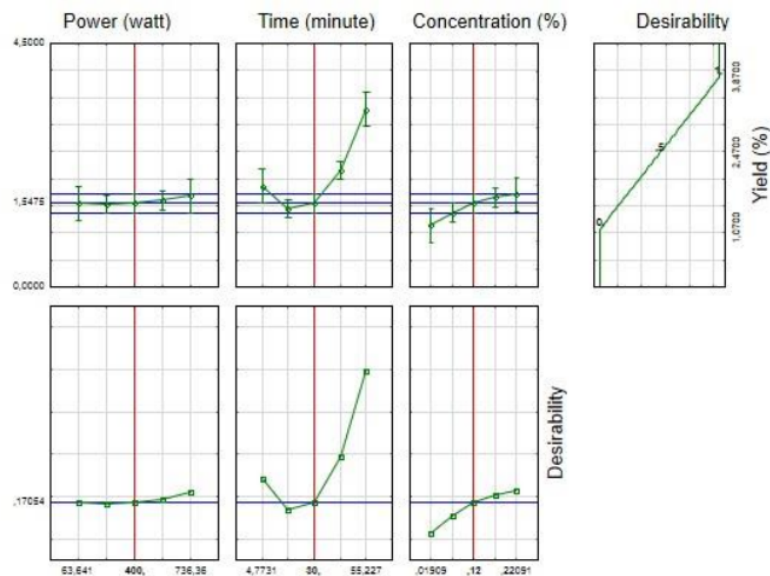 Power (watt) Time (minute) Concentration (%) Desirability
4,5000
1,5475
0,0000
3,8700
2,4700
1,0700
Yield (%)
1,
,5
0,
,17054
Desirability
63,641 400, 736,36 4,7731 30, 55,227 ,01909 ,12 ,22091